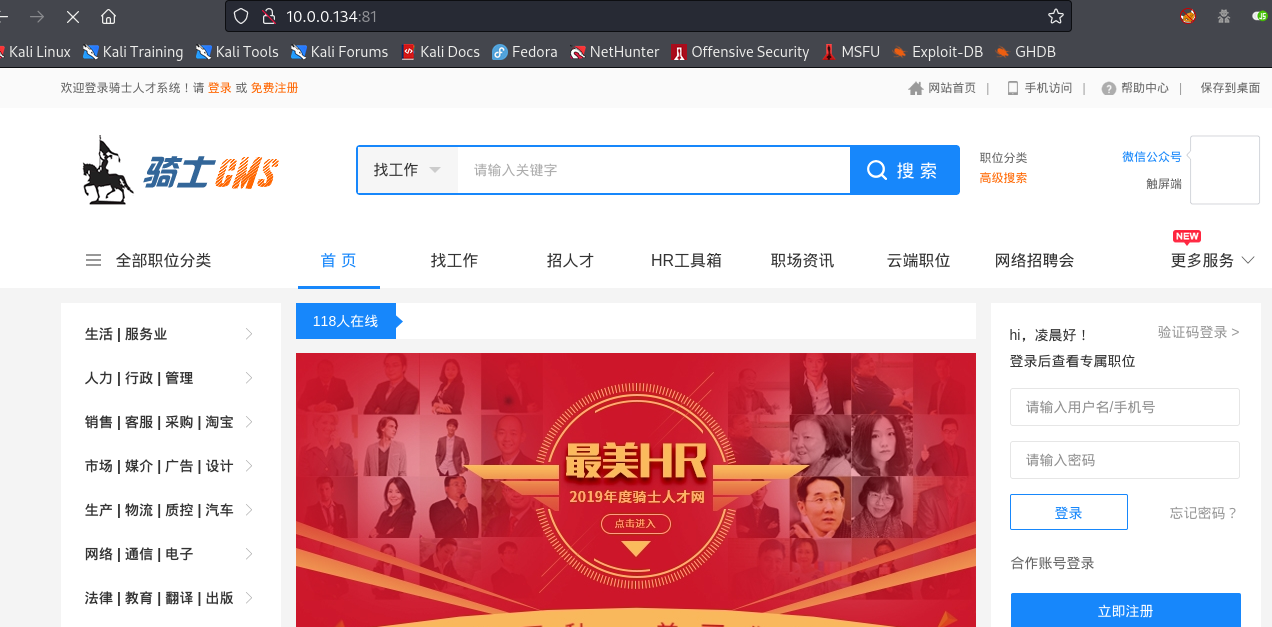 10.0.0.134:81
Kali Linux Kali Training Kali Tools Kali Forums Kali Docs Fedora NetHunter Offensive Security MSFU Exploit-DB GHDB
欢迎登录骑士人才系统！请 登录 或 免费注册 网站首页 | 手机访问 | 帮助中心 | 保存到桌面
骑士CMS 找工作 请输入关键字 搜 索
职位分类
高级搜索
微信公众号
触屏端
NEW
全部职位分类 首 页 找工作 招人才 HR工具箱 职场资讯 云端职位 网络招聘会 更多服务
生活 | 服务业
人力 | 行政 | 管理
销售 | 客服 | 采购 | 淘宝
市场 | 媒介 | 广告 | 设计
生产 | 物流 | 质控 | 汽车
网络 | 通信 | 电子
法律 | 教育 | 翻译 | 出版
118人在线
最美HR
2019年度骑士人才网
点击进入
hi，凌晨好！ 验证码登录 >
登录后查看专属职位
请输入用户名/手机号
请输入密码
登录 忘记密码？
合作账号登录
立即注册